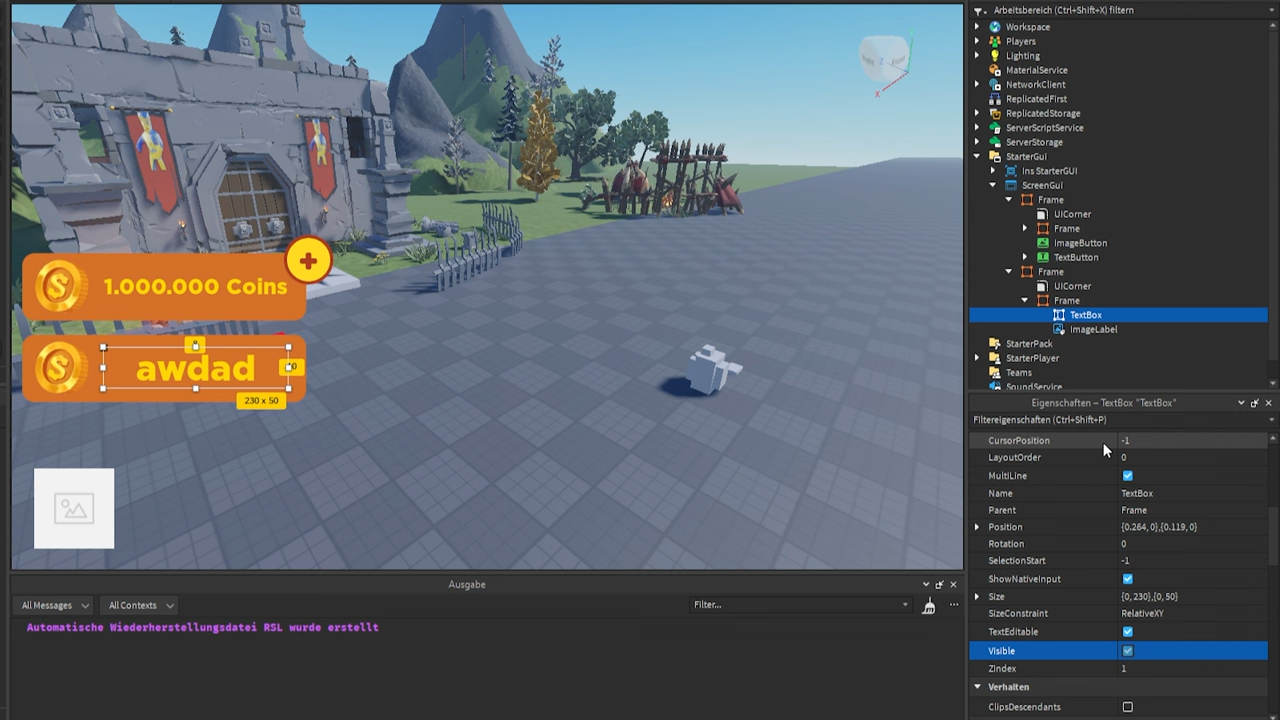 Arbeitsbereich (Ctrl+Shift+X) filtern
Workspace
Players
Lighting
MaterialService
NetworkClient
ReplicatedFirst
ReplicatedStorage
ServerScriptService
ServerStorage
StarterGui
Ins StarterGUI
ScreenGui
Frame
UICorner
Frame
ImageButton
TextButton
Frame
UICorner
Frame
TextBox
ImageLabel
StarterPack
StarterPlayer
Teams
SoundService
Z
X
1.000.000 Coins
+
awdad
230 x 50
Eigenschaften – TextBox "TextBox"
Filtereigenschaften (Ctrl+Shift+P)
CursorPosition -1
LayoutOrder 0
MultiLine
Name TextBox
Parent Frame
Position {0.264, 0},{0.119, 0}
Rotation 0
SelectionStart -1
ShowNativeInput
Size {0, 230},{0, 50}
SizeConstraint RelativeXY
TextEditable
Visible
ZIndex 1
Verhalten
ClipsDescendants
Ausgabe
All Messages All Contexts Filter...
Automatische Wiederherstellungsdatei RSL wurde erstellt